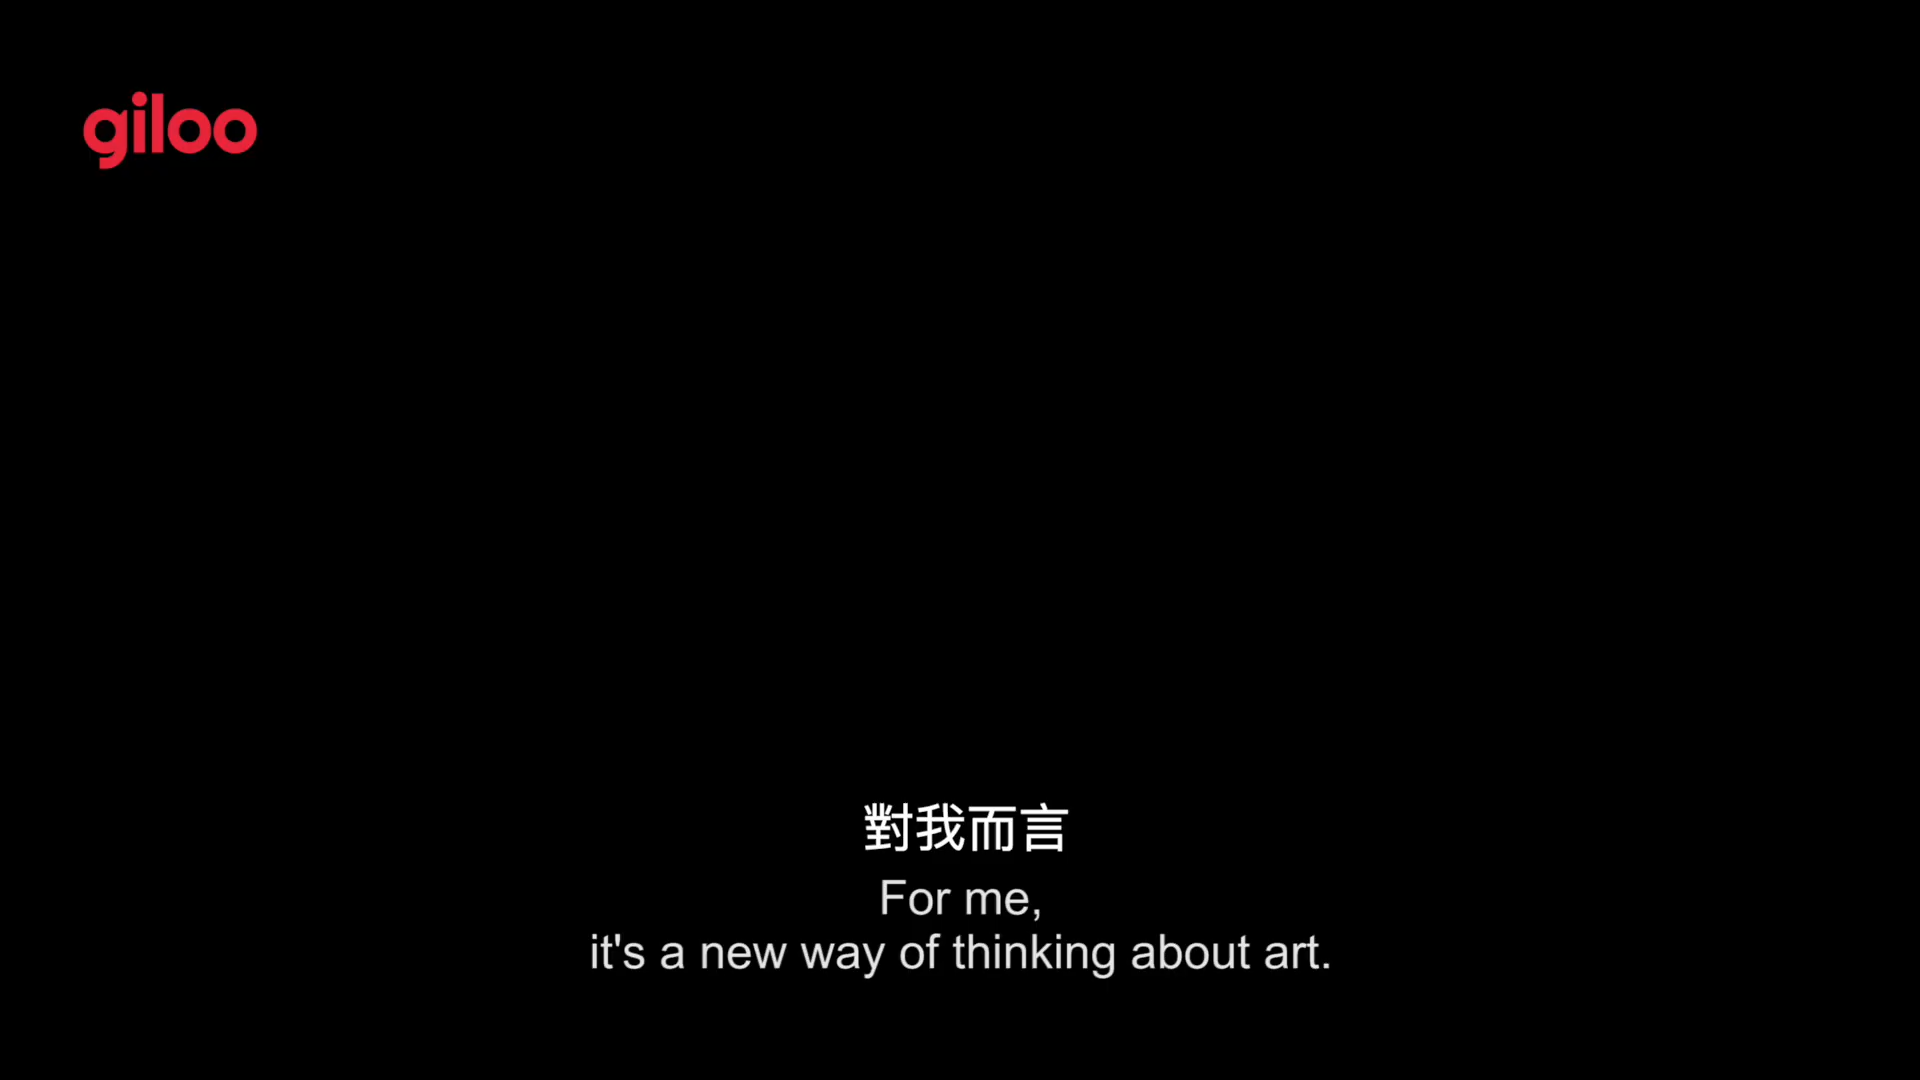 giloo
對我而言
For me,
it's a new way of thinking about art.